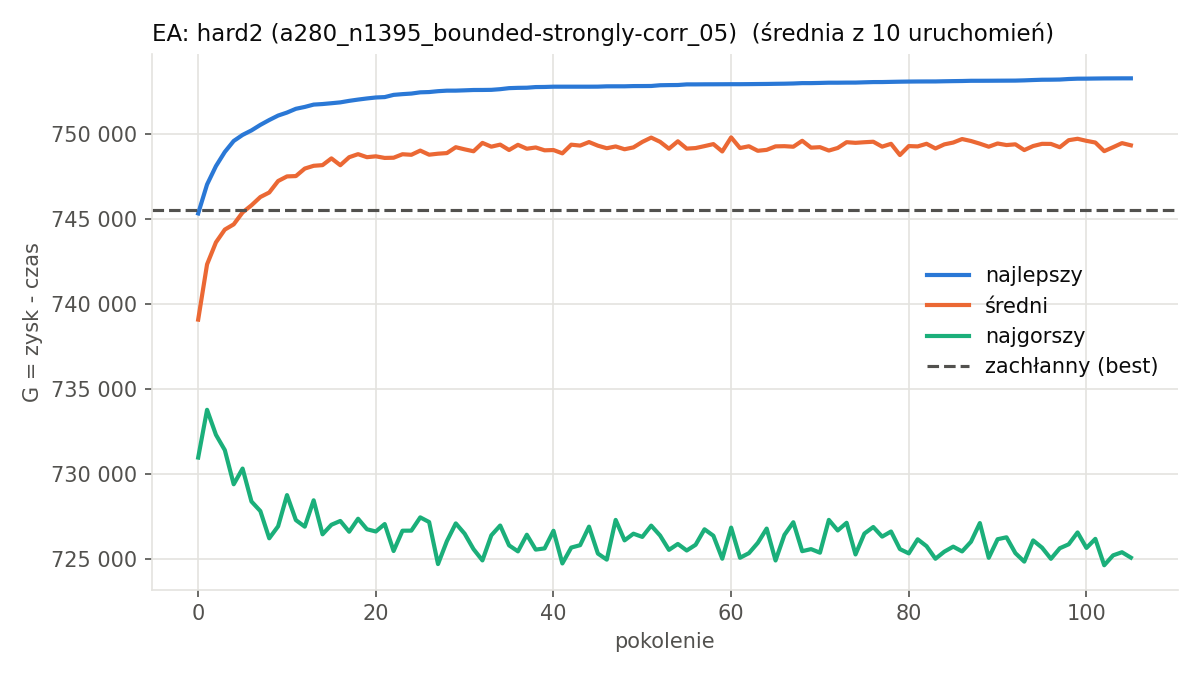 EA: hard2 (a280_n1395_bounded-strongly-corr_05)  (średnia z 10 uruchomień)
G = zysk - czas
750 000
745 000
740 000
735 000
730 000
725 000
najlepszy
średni
najgorszy
zachłanny (best)
0 20 40 60 80 100
pokolenie